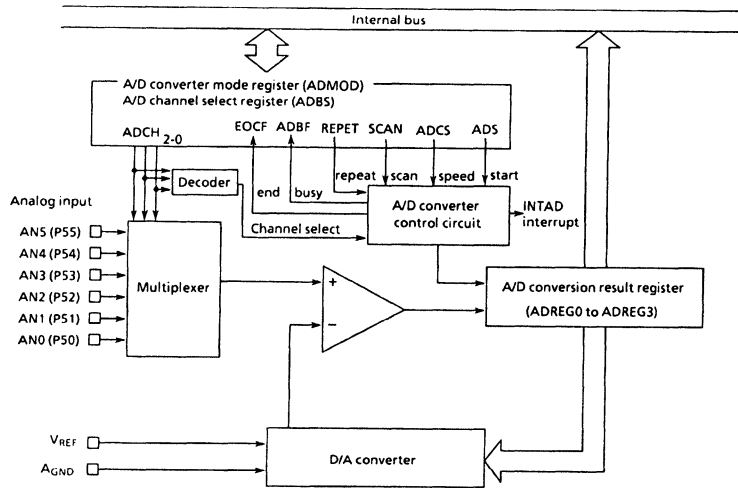 Internal bus
A/D converter mode register (ADMOD)
A/D channel select register (ADBS)
ADCH 2-0
EOCF ADBF REPET SCAN ADCS ADS
repeat scan speed start
Decoder
end busy
A/D converter
control circuit
INTAD
interrupt
Channel select
Analog input
AN5 (P55)
AN4 (P54)
AN3 (P53)
AN2 (P52)
AN1 (P51)
AN0 (P50)
Multiplexer
+
−
A/D conversion result register
(ADREG0 to ADREG3)
VREF
AGND
D/A converter